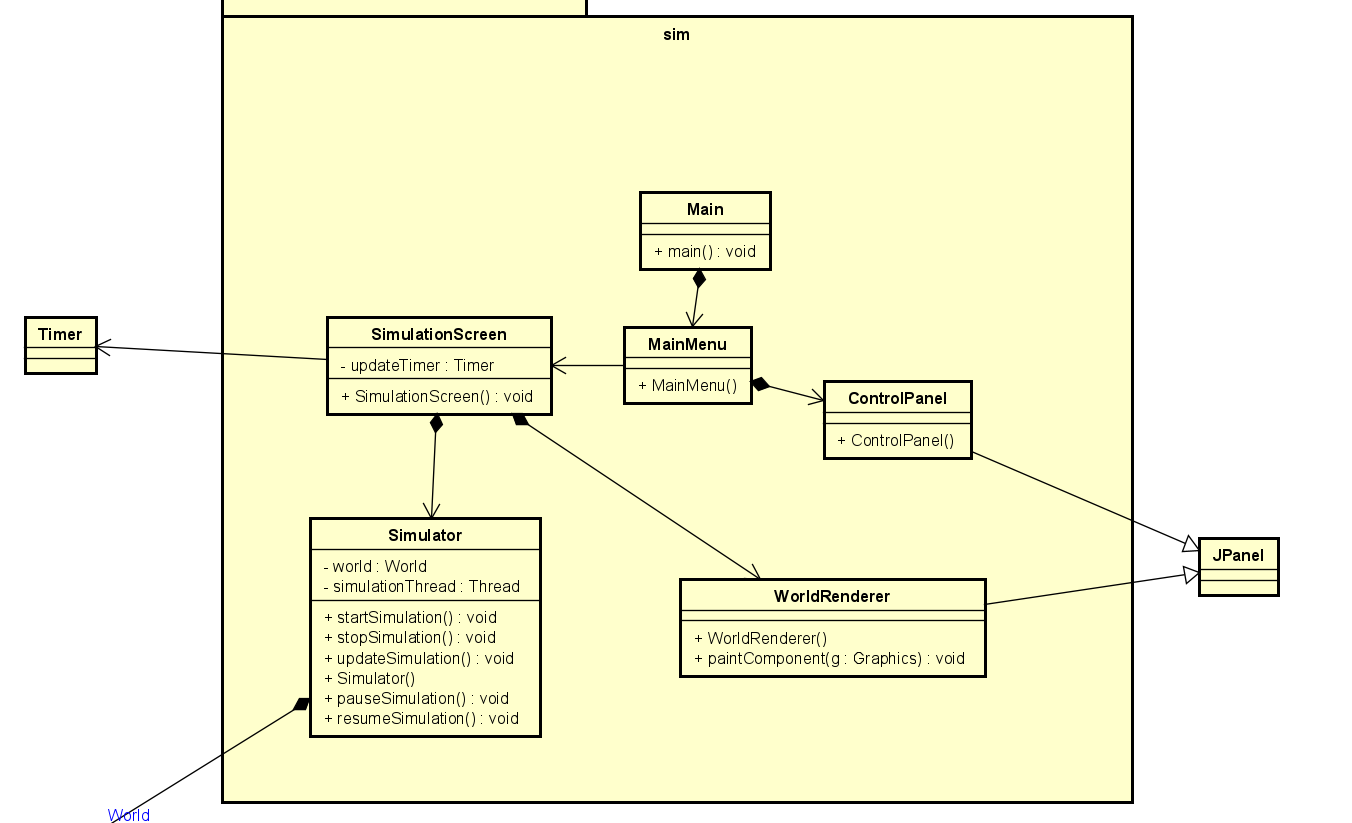 sim
Main
+ main() : void
Timer
SimulationScreen
- updateTimer : Timer
+ SimulationScreen() : void
MainMenu
+ MainMenu()
ControlPanel
+ ControlPanel()
Simulator
- world : World
- simulationThread : Thread
+ startSimulation() : void
+ stopSimulation() : void
+ updateSimulation() : void
+ Simulator()
+ pauseSimulation() : void
+ resumeSimulation() : void
WorldRenderer
+ WorldRenderer()
+ paintComponent(g : Graphics) : void
JPanel
World